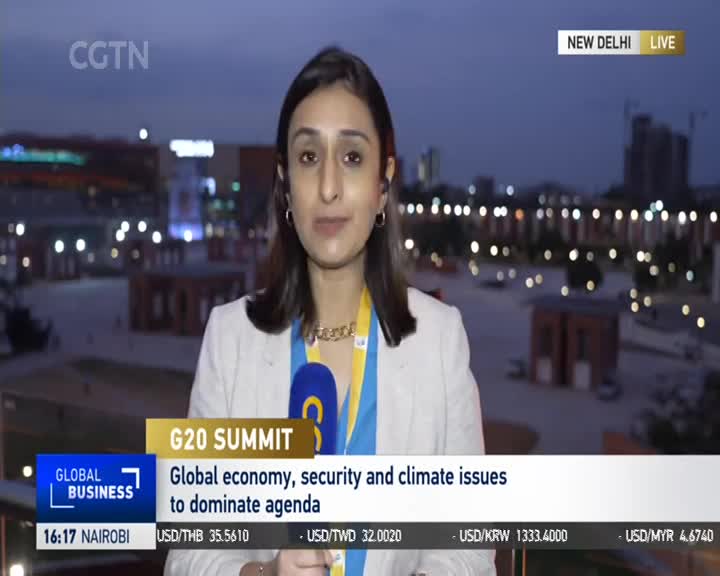 CGTN
NEW DELHI LIVE
G20 SUMMIT
GLOBAL
BUSINESS
Global economy, security and climate issues
to dominate agenda
16:17 NAIROBI
USD/THB 35.5610 · USD/TWD 32.0020 · USD/KRW 1333.4000 · USD/MYR 4.6740